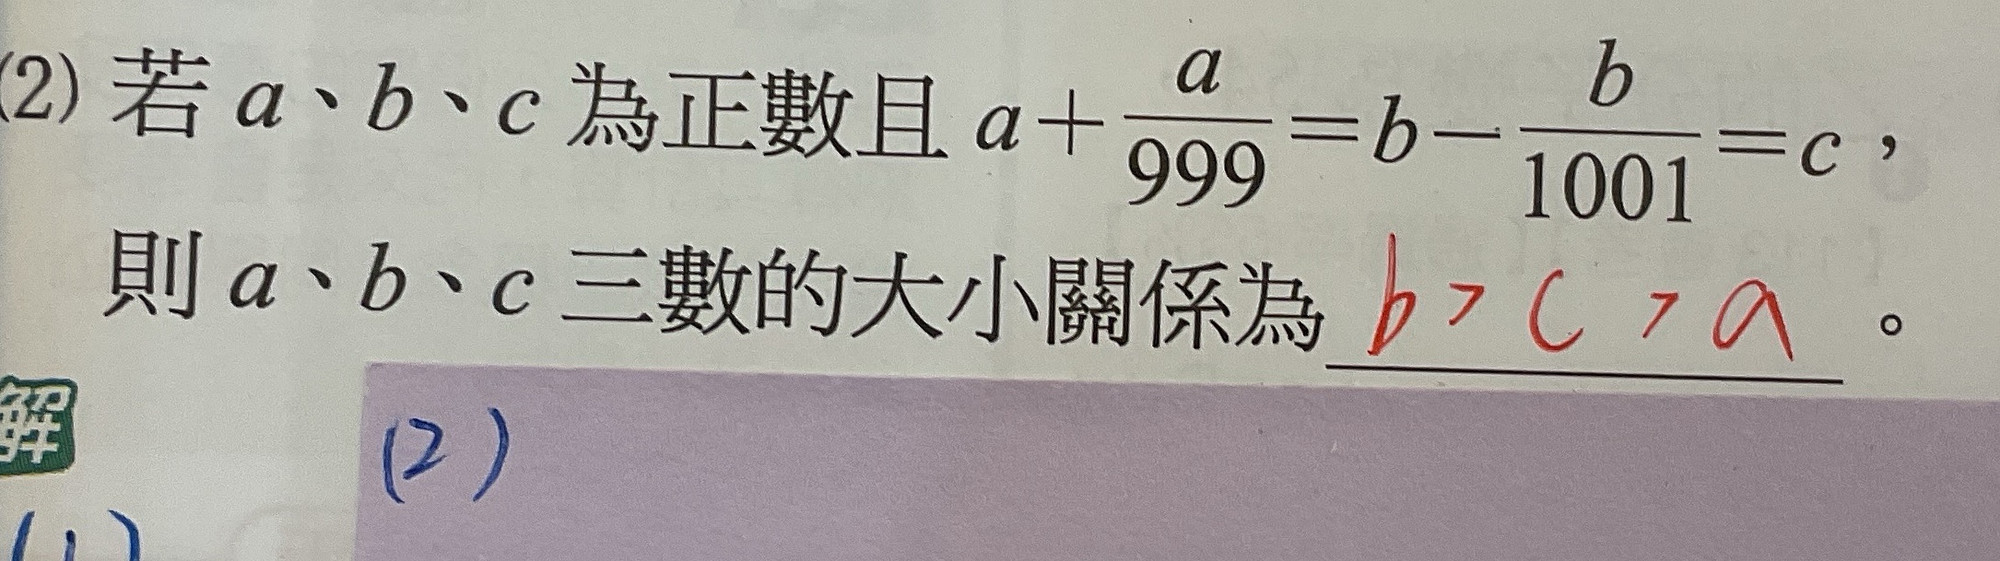 (2) 若 a、b、c 為正數且 a+a/999=b−b/1001=c，
則 a、b、c 三數的大小關係為 b > c > a 。
解
(2)
(1)